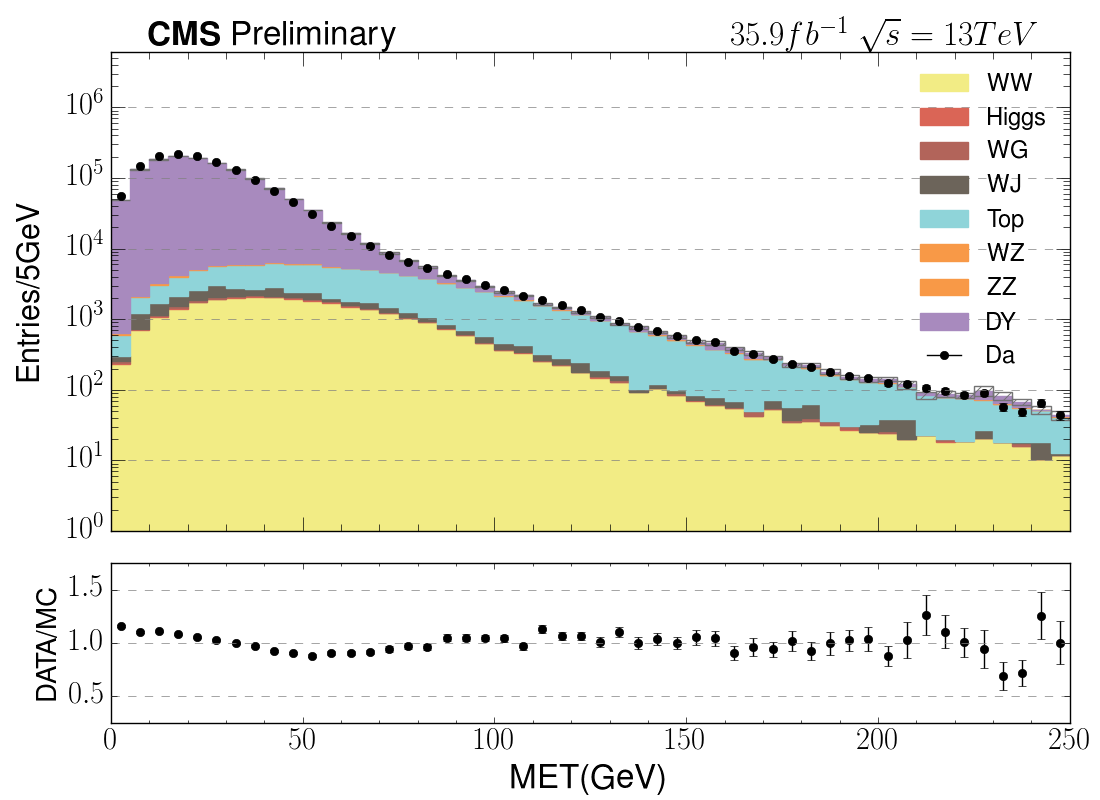 CMS Preliminary
35.9fb⁻¹ √s = 13TeV
Entries/5GeV
10⁶
10⁵
10⁴
10³
10²
10¹
10⁰
WW
Higgs
WG
WJ
Top
WZ
ZZ
DY
Da
DATA/MC
1.5
1.0
0.5
0 50 100 150 200 250
MET(GeV)